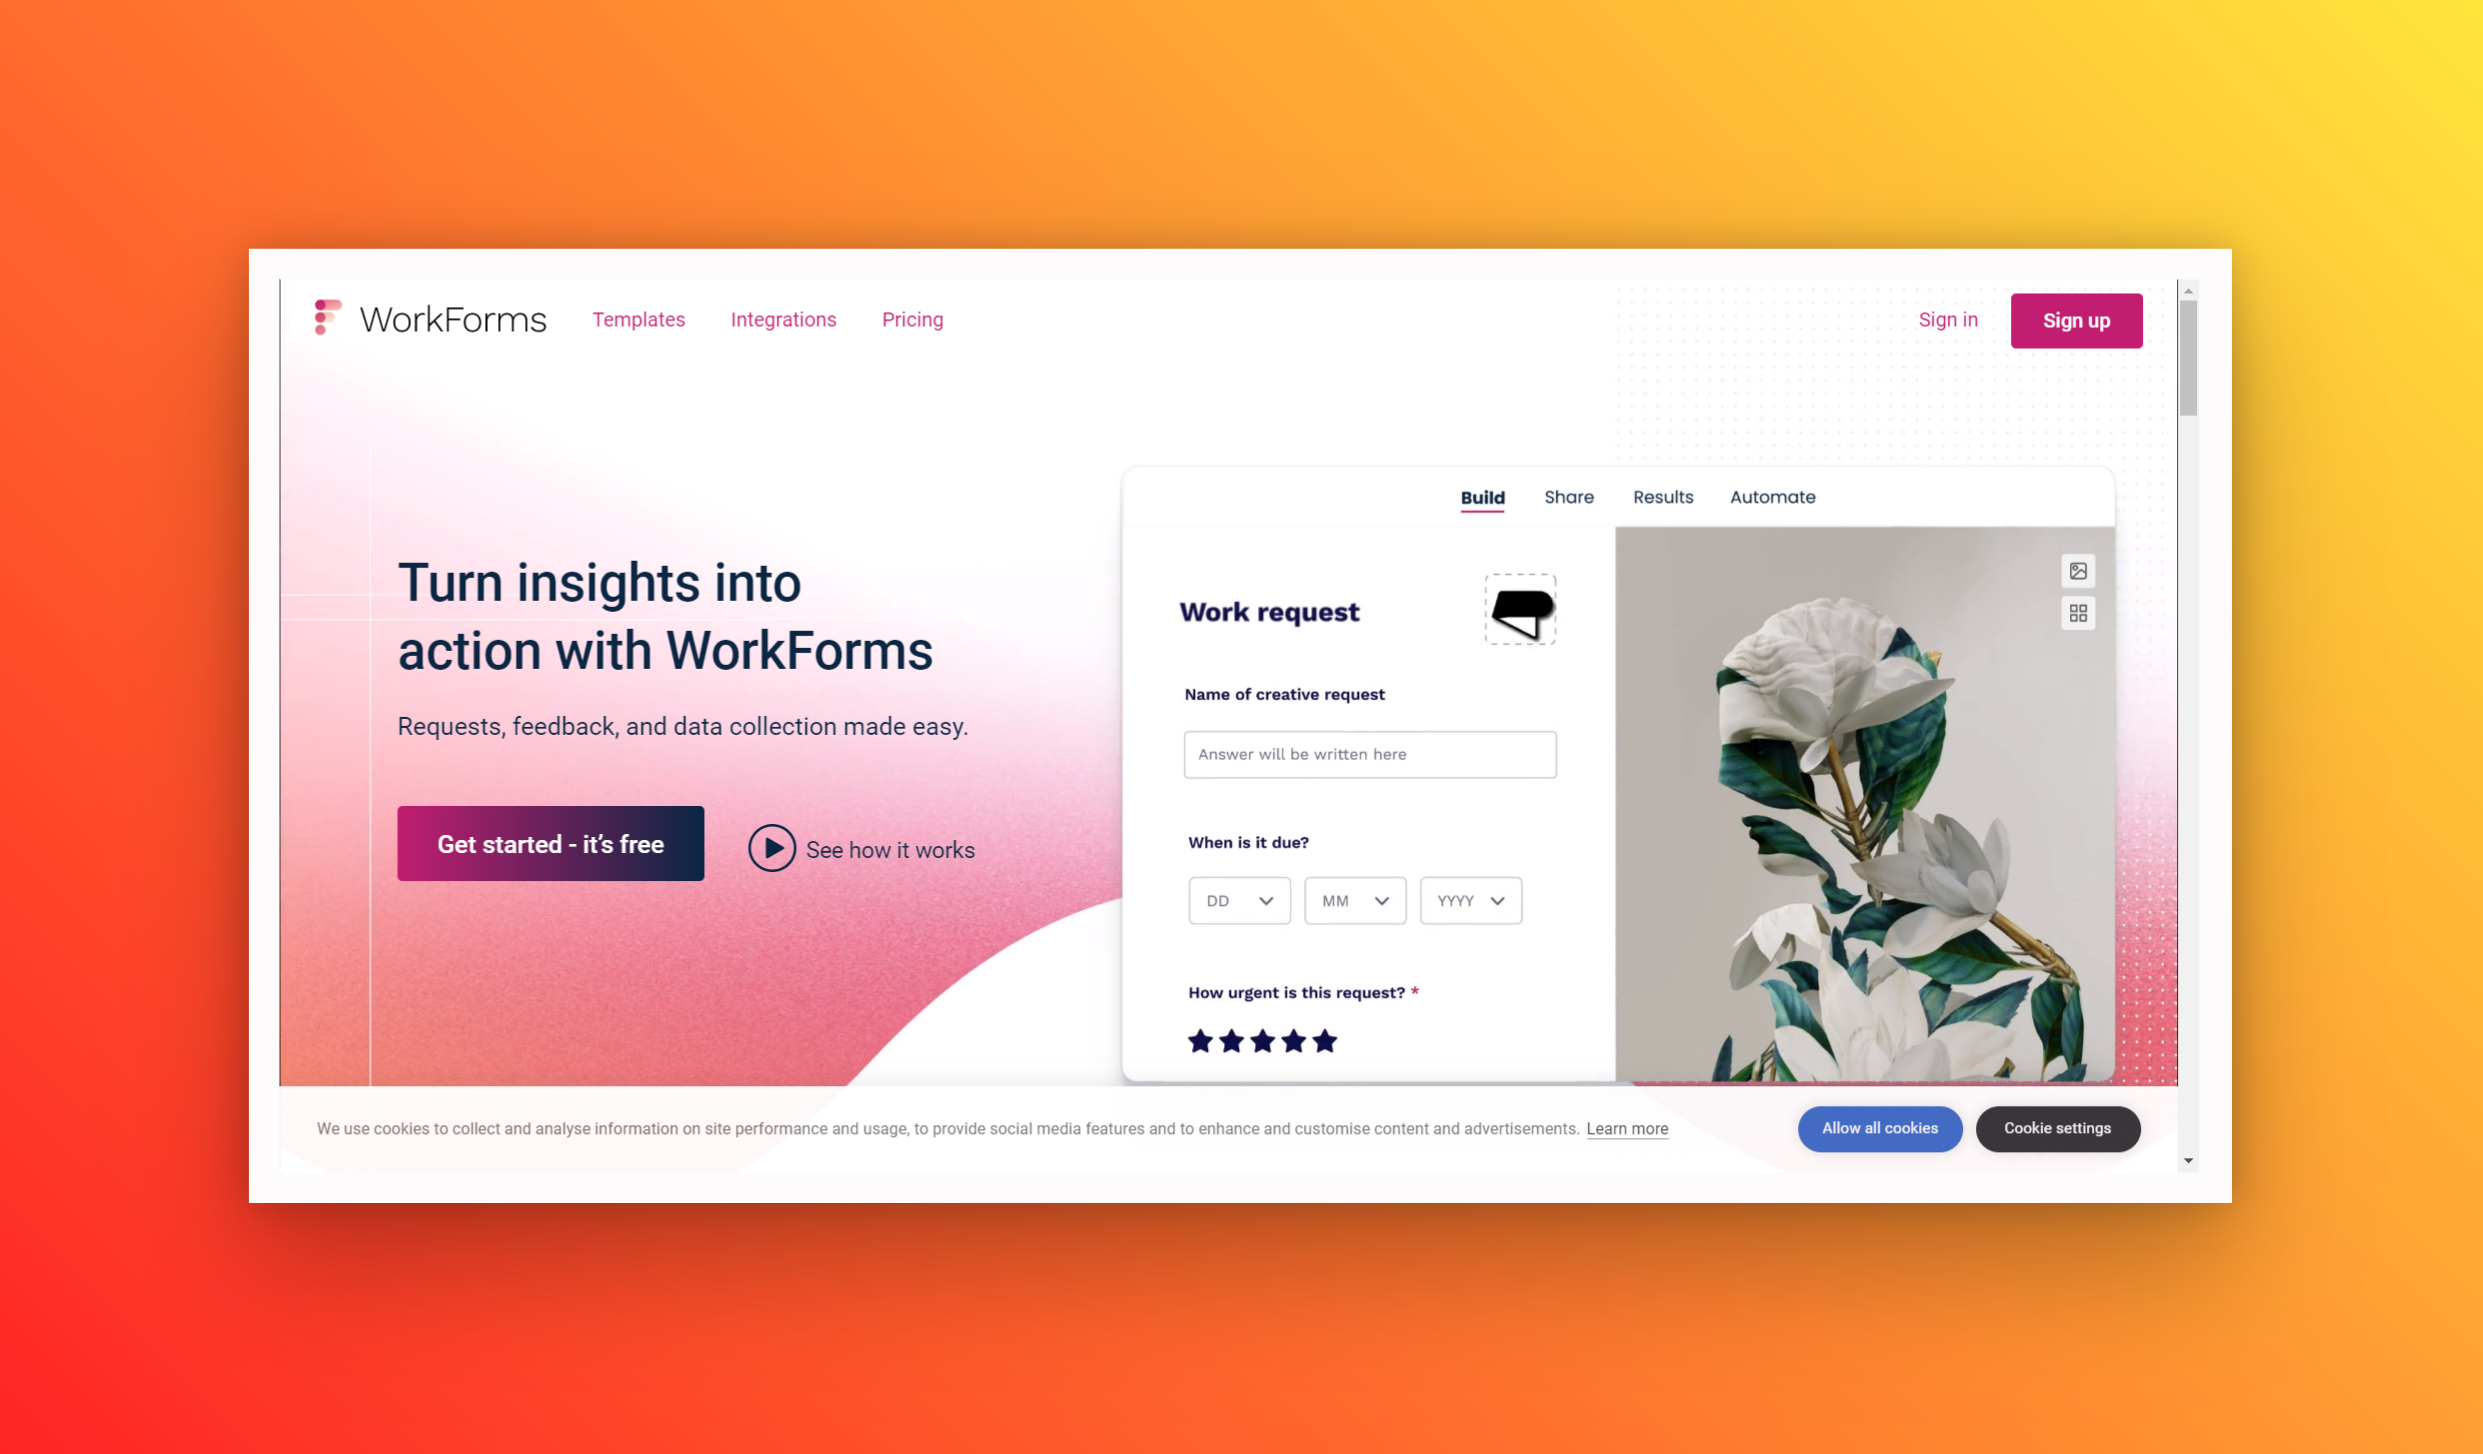 WorkForms
Templates
Integrations
Pricing
Sign in
Sign up
Turn insights into
action with WorkForms
Requests, feedback, and data collection made easy.
Get started - it’s free
See how it works
Build
Share
Results
Automate
Work request
Name of creative request
Answer will be written here
When is it due?
DD
MM
YYYY
How urgent is this request? *
We use cookies to collect and analyse information on site performance and usage, to provide social media features and to enhance and customise content and advertisements. Learn more
Allow all cookies
Cookie settings